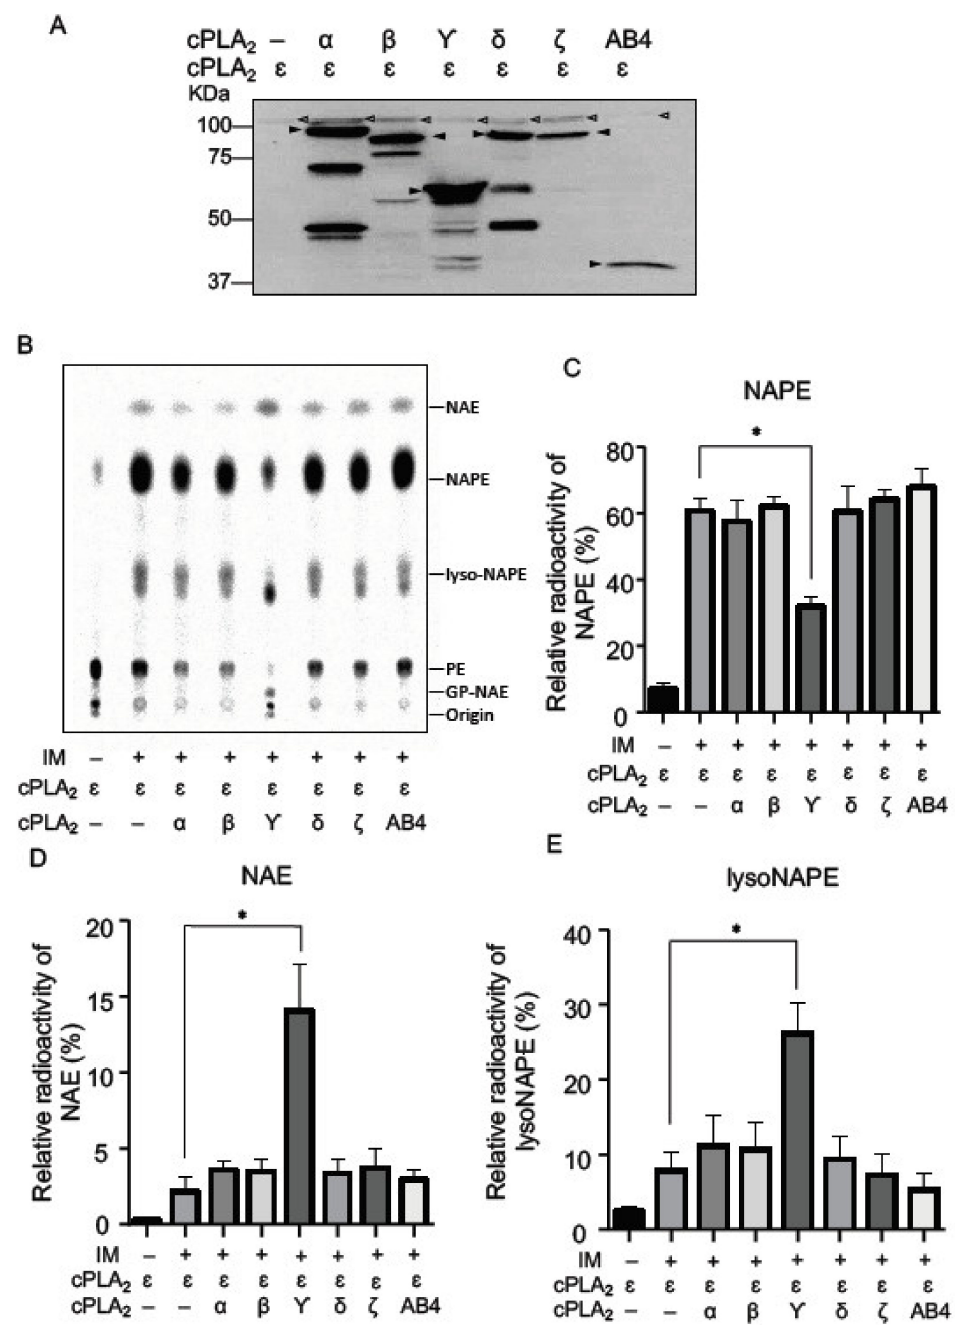 A
cPLA2 – α β ϒ δ ζ AB4
cPLA2 ε ε ε ε ε ε ε
KDa
100
75
50
37
B
NAE
NAPE
lyso-NAPE
PE
GP-NAE
Origin
IM – + + + + + + +
cPLA2 ε ε ε ε ε ε ε ε
cPLA2 – – α β ϒ δ ζ AB4
C
NAPE
Relative radioactivity of
NAPE (%)
80
60
40
20
0
*
IM – + + + + + + +
cPLA2 ε ε ε ε ε ε ε ε
cPLA2 – – α β ϒ δ ζ AB4
D
NAE
Relative radioactivity of
NAE (%)
20
15
10
5
0
*
IM – + + + + + + +
cPLA2 ε ε ε ε ε ε ε ε
cPLA2 – – α β ϒ δ ζ AB4
E
lysoNAPE
Relative radioactivity of
lysoNAPE (%)
40
30
20
10
0
*
IM – + + + + + + +
cPLA2 ε ε ε ε ε ε ε ε
cPLA2 – – α β ϒ δ ζ AB4